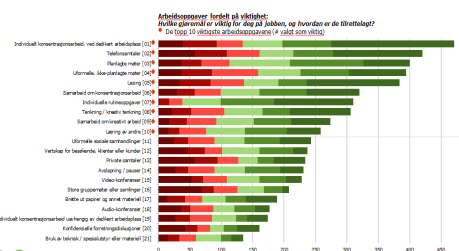 Arbeidsoppgaver fordelt på viktighet:
Hvilke gjøremål er viktig for deg på jobben, og hvordan er de tilrettelagt?
De topp 10 viktigste arbeidsoppgavene (# valgt som viktig)
Individuelt konsentrasjonsarbeid, ved dedikert arbeidsplass [01]
Telefonsamtaler [02]
Planlagte møter [03]
Uformelle, ikke-planlagte møter [04]
Lesing [05]
Samarbeid om konsentrasjonsarbeid [06]
Individuelle rutineoppgaver [07]
Tenkning / kreativ tenkning [08]
Samarbeid om kreativt arbeid [09]
Læring av andre [10]
Uformelle sosiale samhandlinger [11]
Vertskap for besøkende, klienter eller kunder [12]
Private samtaler [13]
Avslapning / pauser [14]
Video-konferanser [15]
Store gruppemøter eller samlinger [16]
Bruke ut papirer og annet materiell [17]
Audio-konferanser [18]
viduelt konsentrasjonsarbeid uavhengig av dedikert arbeidsplass [19]
Konfidensielle forretningsdiskusjoner [20]
Bruk av teknisk / spesialutstyr eller materiell [21]
0 50 100 150 200 250 300 350 400 450